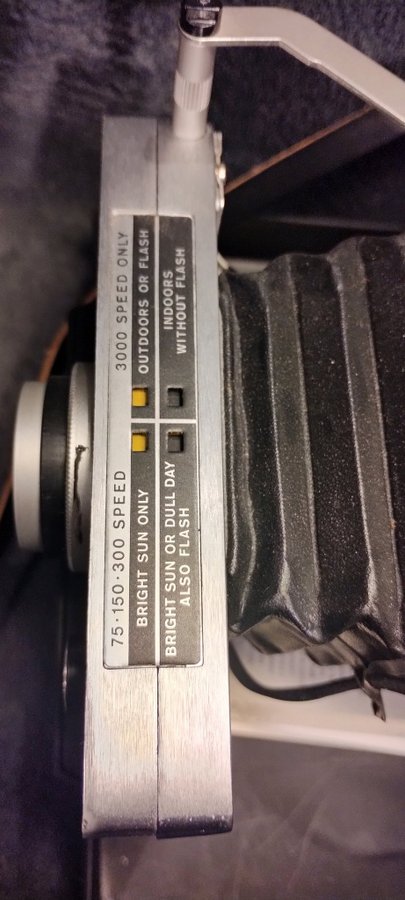 75·150·300 SPEED
BRIGHT SUN ONLY
BRIGHT SUN OR DULL DAY
ALSO FLASH
3000 SPEED ONLY
OUTDOORS OR FLASH
INDOORS
WITHOUT FLASH